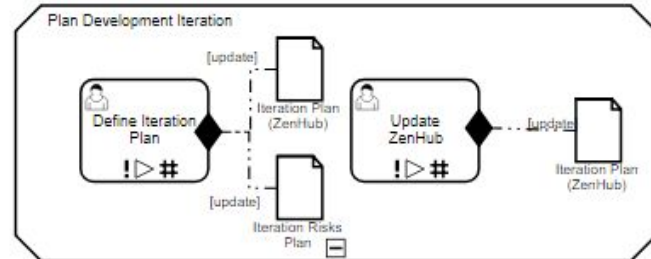 Plan Development Iteration
[update]
Iteration Plan
(ZenHub)
Define Iteration
Plan
[update]
Iteration Risks
Plan
Update
ZenHub
[update]
Iteration Plan
(ZenHub)